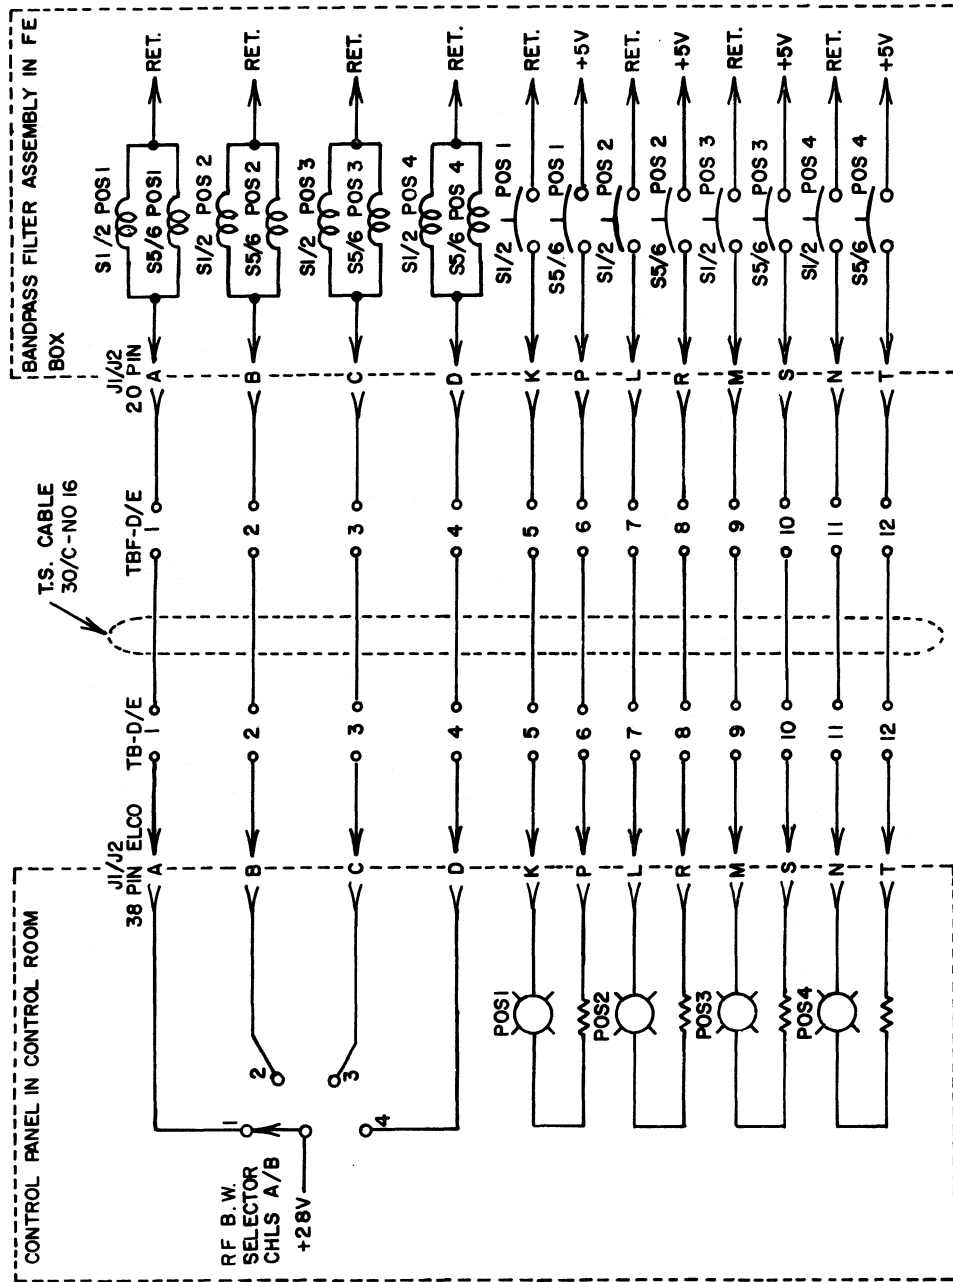 CONTROL PANEL IN CONTROL ROOM
BANDPASS FILTER ASSEMBLY IN FE
BOX
T.S. CABLE
30/C-NO 16
J1/J2
38 PIN ELCO
TB-D/E
TBF-D/E
J1/J2
20 PIN
RF B.W.
SELECTOR
CHLS A/B
+28V
1
2
3
4
A 1 1 A S1/2 POS1 S5/6 POS1 RET.
B 2 2 B S1/2 POS 2 S5/6 POS 2 RET.
C 3 3 C S1/2 POS 3 S5/6 POS 3 RET.
D 4 4 D S1/2 POS 4 S5/6 POS 4 RET.
POS1 K 5 5 K S1/2 POS 1 RET.
P 6 6 P S5/6 POS 1 +5V
POS2 L 7 7 L S1/2 POS 2 RET.
R 8 8 R S5/6 POS 2 +5V
POS3 M 9 9 M S1/2 POS 3 RET.
S 10 10 S S5/6 POS 3 +5V
POS4 N 11 11 N S1/2 POS 4 RET.
T 12 12 T S5/6 POS 4 +5V